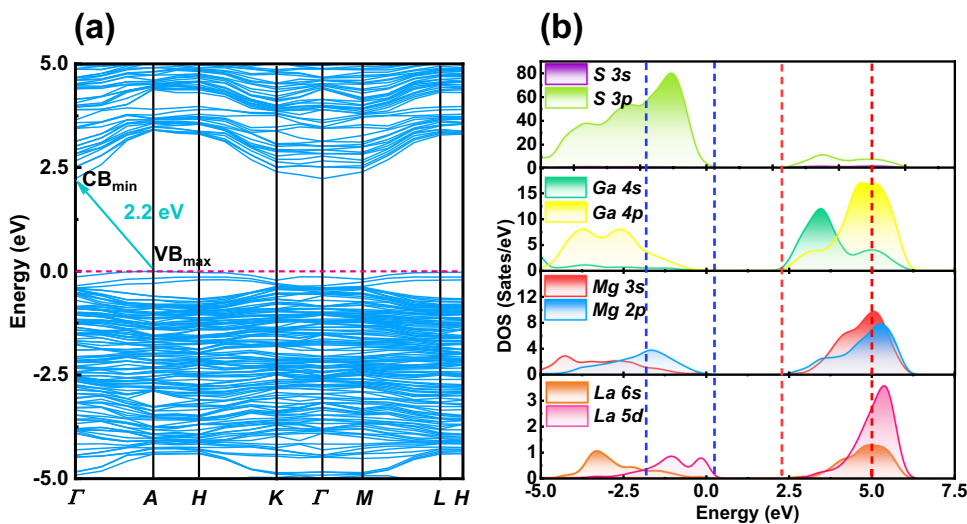 (a)
Energy (eV)
5.0
2.5
0.0
-2.5
-5.0
CBmin
2.2 eV
VBmax
Γ A H K Γ M L H
(b)
DOS (Sates/eV)
80
60
40
20
0
S 3s
S 3p
15
10
5
0
Ga 4s
Ga 4p
12
8
4
0
Mg 3s
Mg 2p
3
2
1
0
La 6s
La 5d
-5.0 -2.5 0.0 2.5 5.0 7.5
Energy (eV)